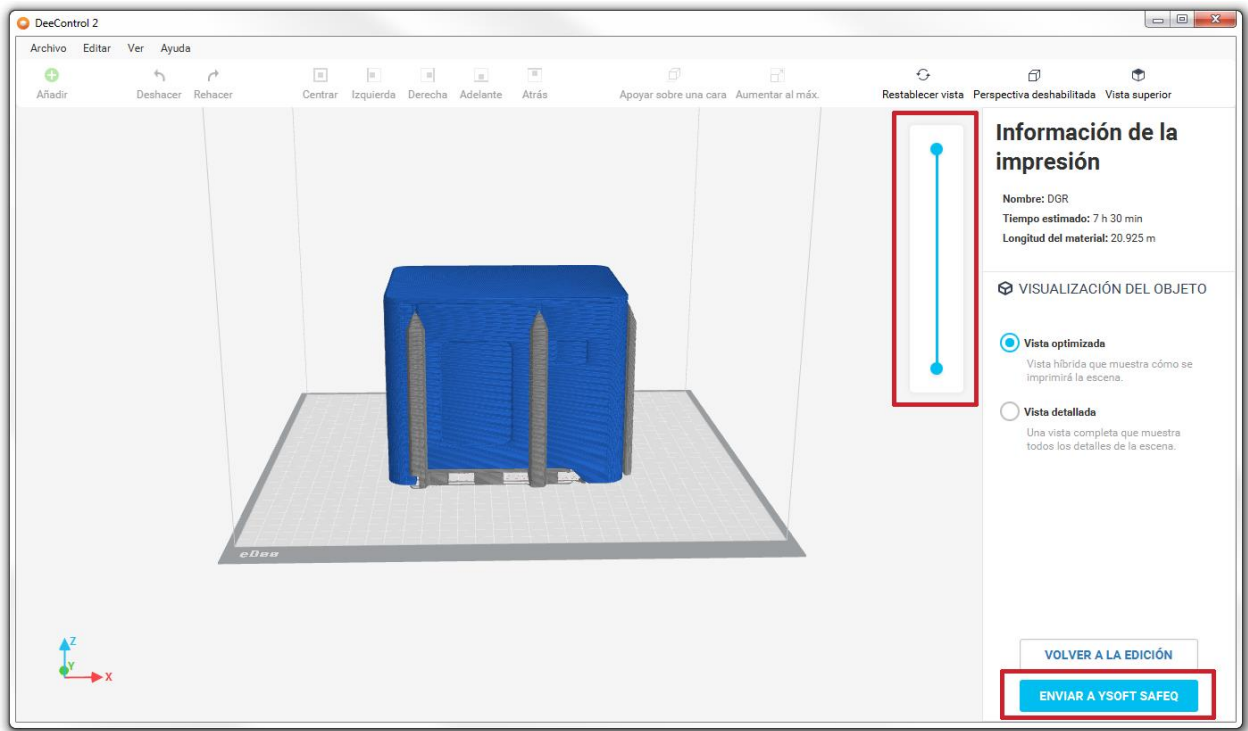 DeeControl 2
Archivo Editar Ver Ayuda
Añadir Deshacer Rehacer Centrar Izquierda Derecha Adelante Atrás Apoyar sobre una cara Aumentar al máx. Restablecer vista Perspectiva deshabilitada Vista superior
Información de la
impresión
Nombre: DGR
Tiempo estimado: 7 h 30 min
Longitud del material: 20.925 m
VISUALIZACIÓN DEL OBJETO
Vista optimizada
Vista híbrida que muestra cómo se
imprimirá la escena.
Vista detallada
Una vista completa que muestra
todos los detalles de la escena.
eDee
Z
Y
X
VOLVER A LA EDICIÓN
ENVIAR A YSOFT SAFEQ